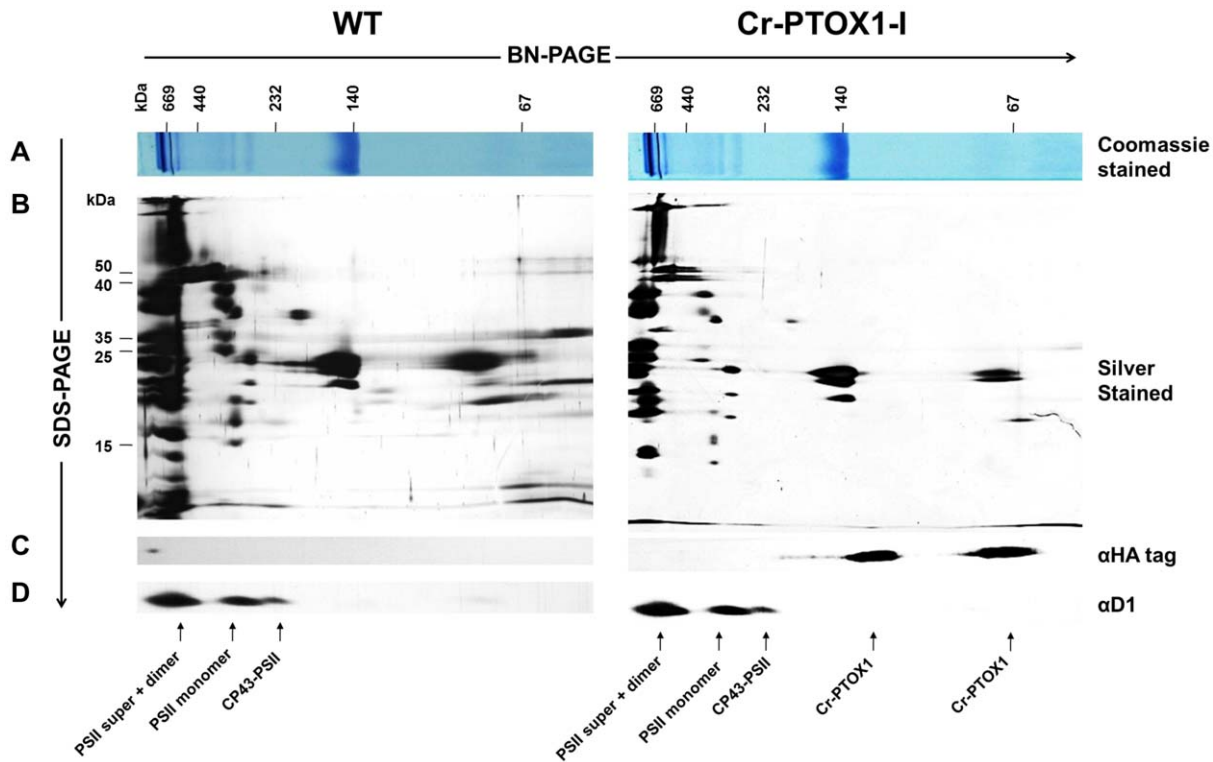 WT
Cr-PTOX1-I
BN-PAGE
kDa
669
440
232
140
67
669
440
232
140
67
A
Coomassie
stained
B
kDa
50
40
35
25
15
SDS-PAGE
Silver
Stained
C
αHA tag
D
αD1
PSII super + dimer
PSII monomer
CP43-PSII
PSII super + dimer
PSII monomer
CP43-PSII
Cr-PTOX1
Cr-PTOX1